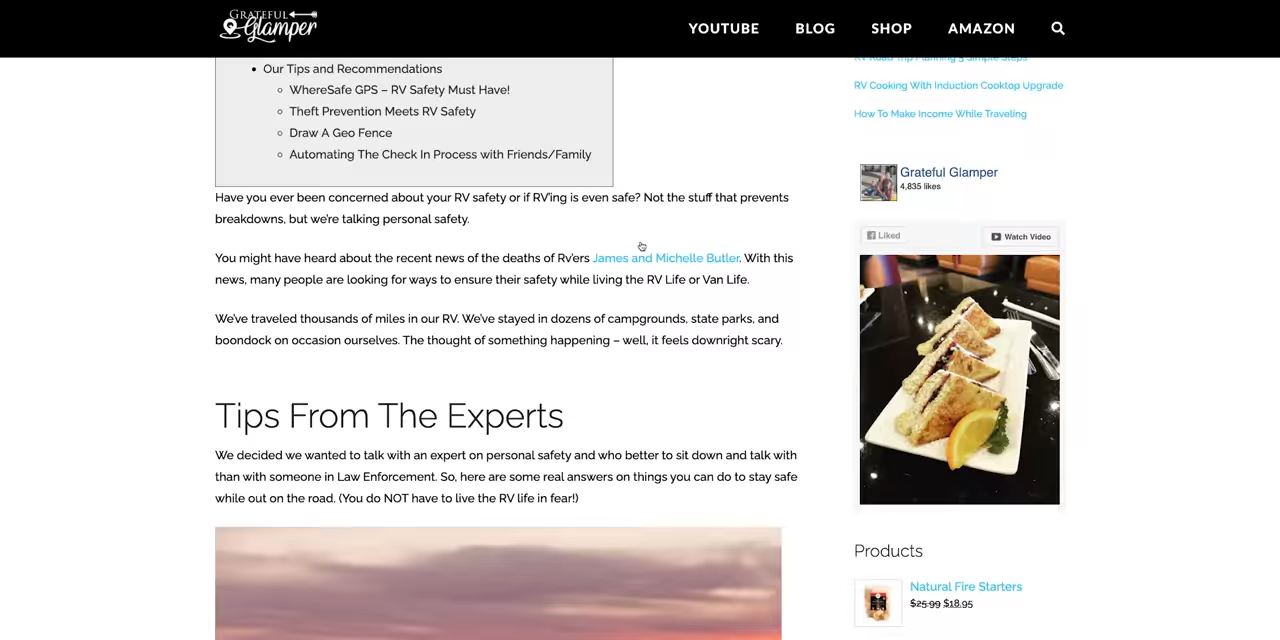 GRATEFUL
Glamper
YOUTUBE
BLOG
SHOP
AMAZON
Our Tips and Recommendations
WhereSafe GPS – RV Safety Must Have!
Theft Prevention Meets RV Safety
Draw A Geo Fence
Automating The Check In Process with Friends/Family
Have you ever been concerned about your RV safety or if RV'ing is even safe? Not the stuff that prevents
breakdowns, but we're talking personal safety.
You might have heard about the recent news of the deaths of Rv'ers James and Michelle Butler. With this
news, many people are looking for ways to ensure their safety while living the RV Life or Van Life.
We've traveled thousands of miles in our RV. We've stayed in dozens of campgrounds, state parks, and
boondock on occasion ourselves. The thought of something happening – well, it feels downright scary.
Tips From The Experts
We decided we wanted to talk with an expert on personal safety and who better to sit down and talk with
than with someone in Law Enforcement. So, here are some real answers on things you can do to stay safe
while out on the road. (You do NOT have to live the RV life in fear!)
RV Road Trip Planning 5 Simple Steps
RV Cooking With Induction Cooktop Upgrade
How To Make Income While Traveling
Grateful Glamper
4,835 likes
Liked
Watch Video
Products
Natural Fire Starters
$25.99 $18.95